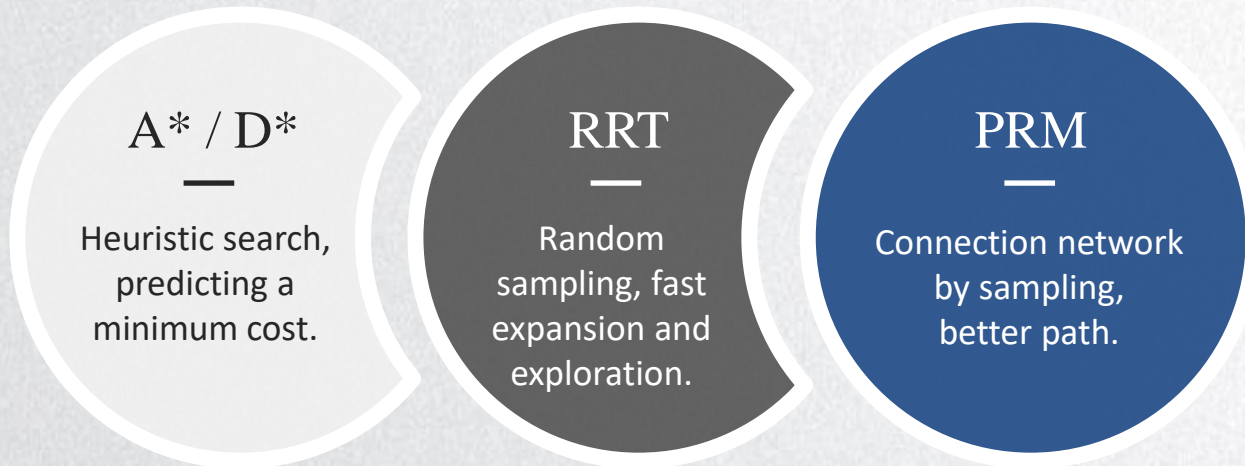 A* / D*
Heuristic search,
predicting a
minimum cost.
RRT
Random
sampling, fast
expansion and
exploration.
PRM
Connection network
by sampling,
better path.